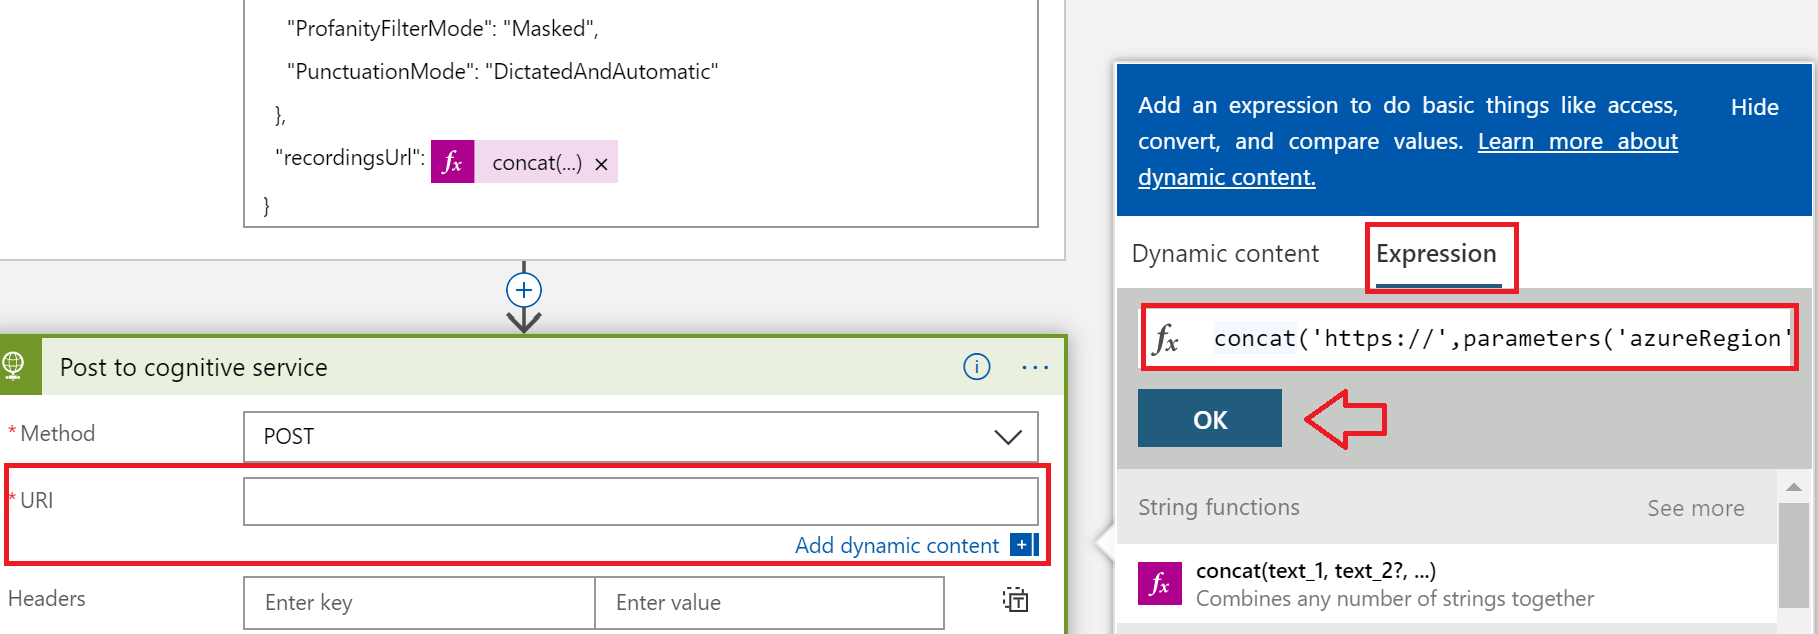 "ProfanityFilterMode": "Masked",
"PunctuationMode": "DictatedAndAutomatic"
},
"recordingsUrl": fx concat(...) ×
}
Post to cognitive service
* Method
POST
* URI
Add dynamic content
Headers
Enter key
Enter value
Add an expression to do basic things like access,
convert, and compare values. Learn more about
dynamic content.
Hide
Dynamic content
Expression
fx concat('https://',parameters('azureRegion'
OK
String functions
See more
fx concat(text_1, text_2?, ...)
Combines any number of strings together